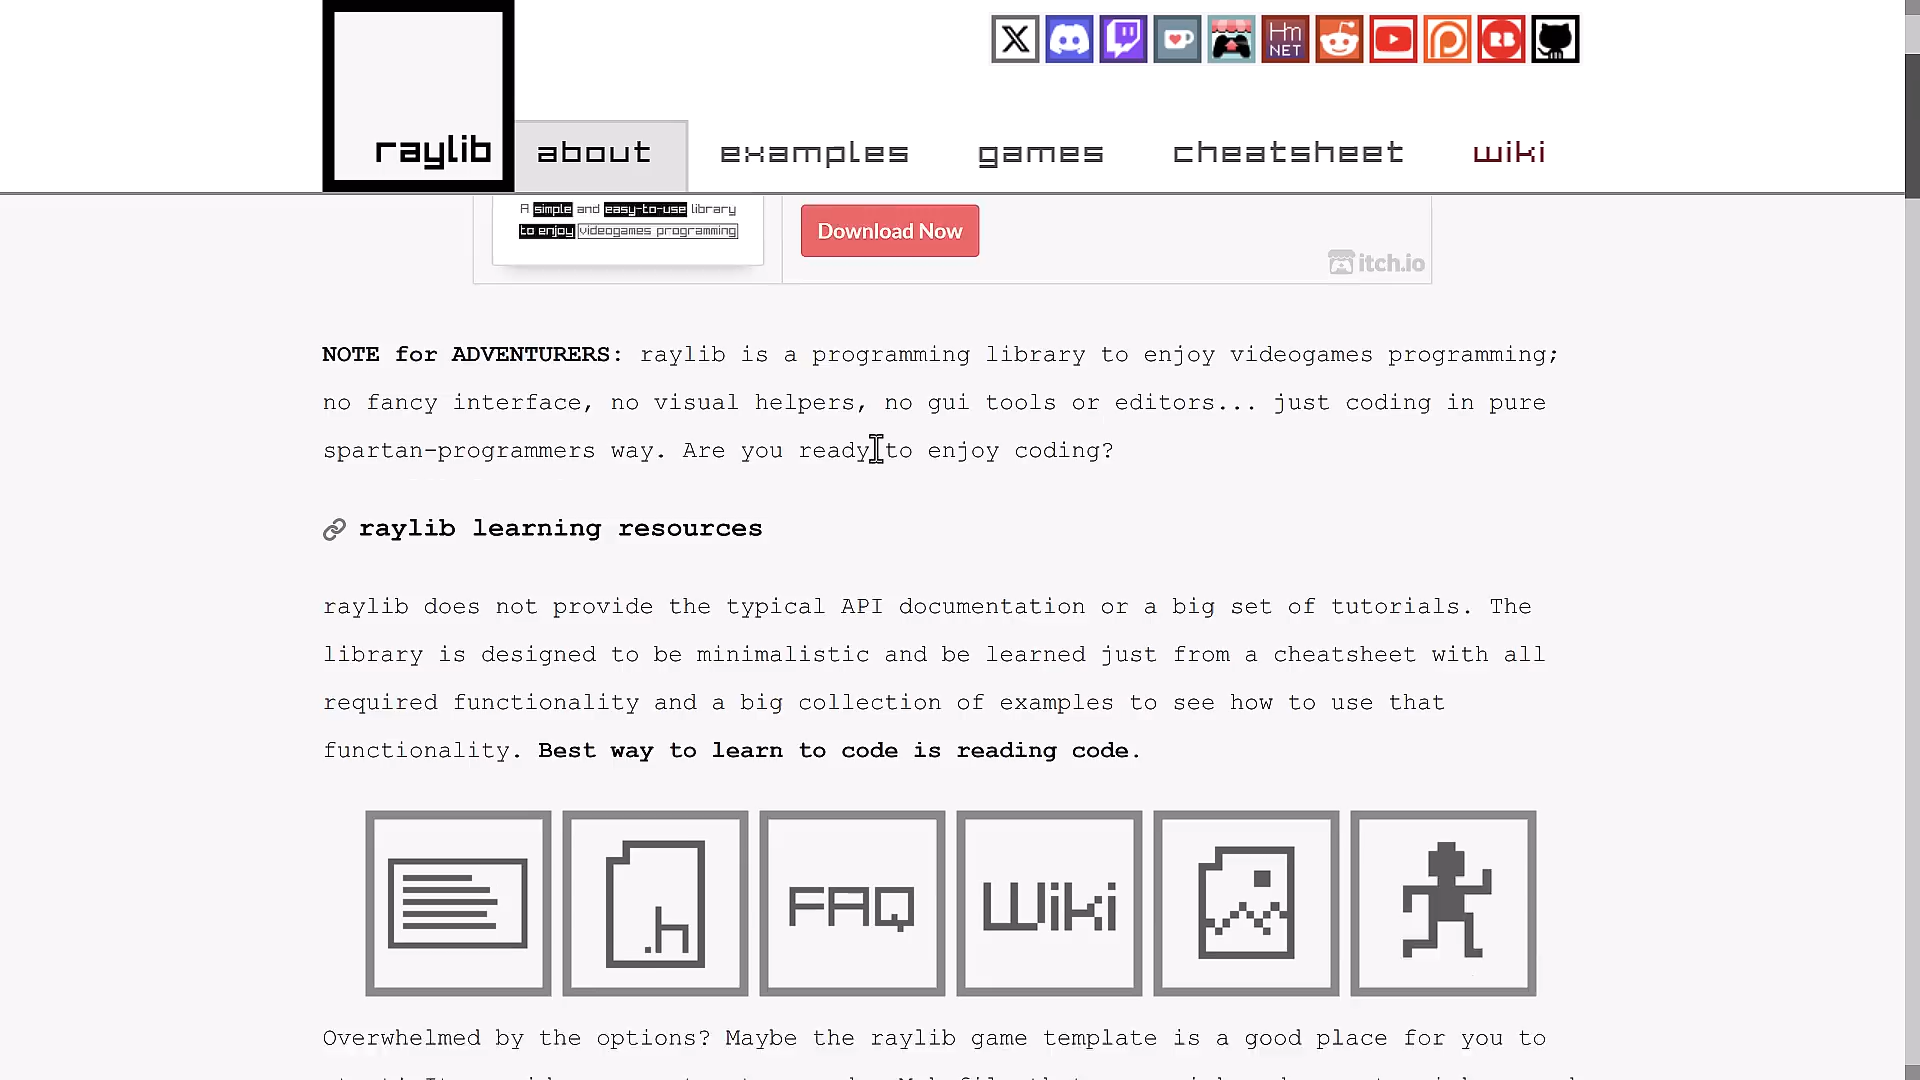 raylib
about
examples
games
cheatsheet
wiki
Hm
NET
A simple and easy-to-use library
to enjoy videogames programming
Download Now
itch.io
NOTE for ADVENTURERS: raylib is a programming library to enjoy videogames programming;
no fancy interface, no visual helpers, no gui tools or editors... just coding in pure
spartan-programmers way. Are you ready to enjoy coding?
raylib learning resources
raylib does not provide the typical API documentation or a big set of tutorials. The
library is designed to be minimalistic and be learned just from a cheatsheet with all
required functionality and a big collection of examples to see how to use that
functionality. Best way to learn to code is reading code.
.h
FAQ
Wiki
Overwhelmed by the options? Maybe the raylib game template is a good place for you to